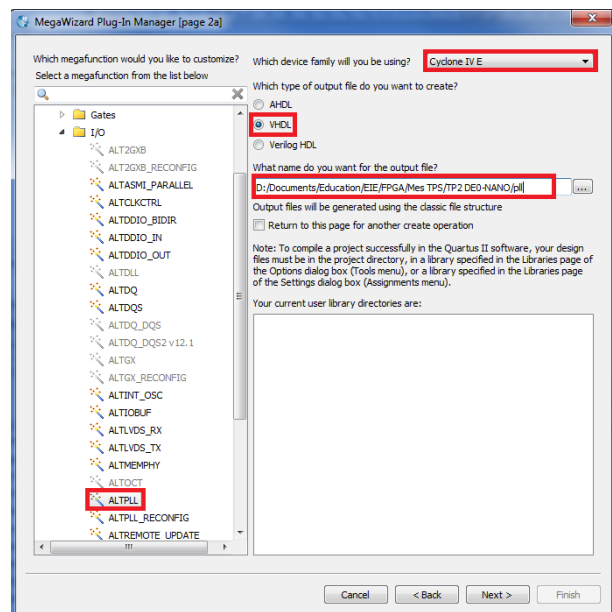 MegaWizard Plug-In Manager [page 2a]
Which megafunction would you like to customize?
Select a megafunction from the list below
Gates
I/O
ALT2GXB
ALT2GXB_RECONFIG
ALTASMI_PARALLEL
ALTCLKCTRL
ALTDDIO_BIDIR
ALTDDIO_IN
ALTDDIO_OUT
ALTDLL
ALTDQ
ALTDQS
ALTDQ_DQS
ALTDQ_DQS2 v12.1
ALTGX
ALTGX_RECONFIG
ALTINT_OSC
ALTIOBUF
ALTLVDS_RX
ALTLVDS_TX
ALTMEMPHY
ALTOCT
ALTPLL
ALTPLL_RECONFIG
ALTREMOTE_UPDATE
Which device family will you be using? Cyclone IV E
Which type of output file do you want to create?
AHDL
VHDL
Verilog HDL
What name do you want for the output file?
D:/Documents/Education/EIE/FPGA/Mes TPS/TP2 DE0-NANO/pll
...
Output files will be generated using the classic file structure
Return to this page for another create operation
Note: To compile a project successfully in the Quartus II software, your design
files must be in the project directory, in a library specified in the Libraries page of
the Options dialog box (Tools menu), or a library specified in the Libraries page
of the Settings dialog box (Assignments menu).
Your current user library directories are:
Cancel < Back Next > Finish